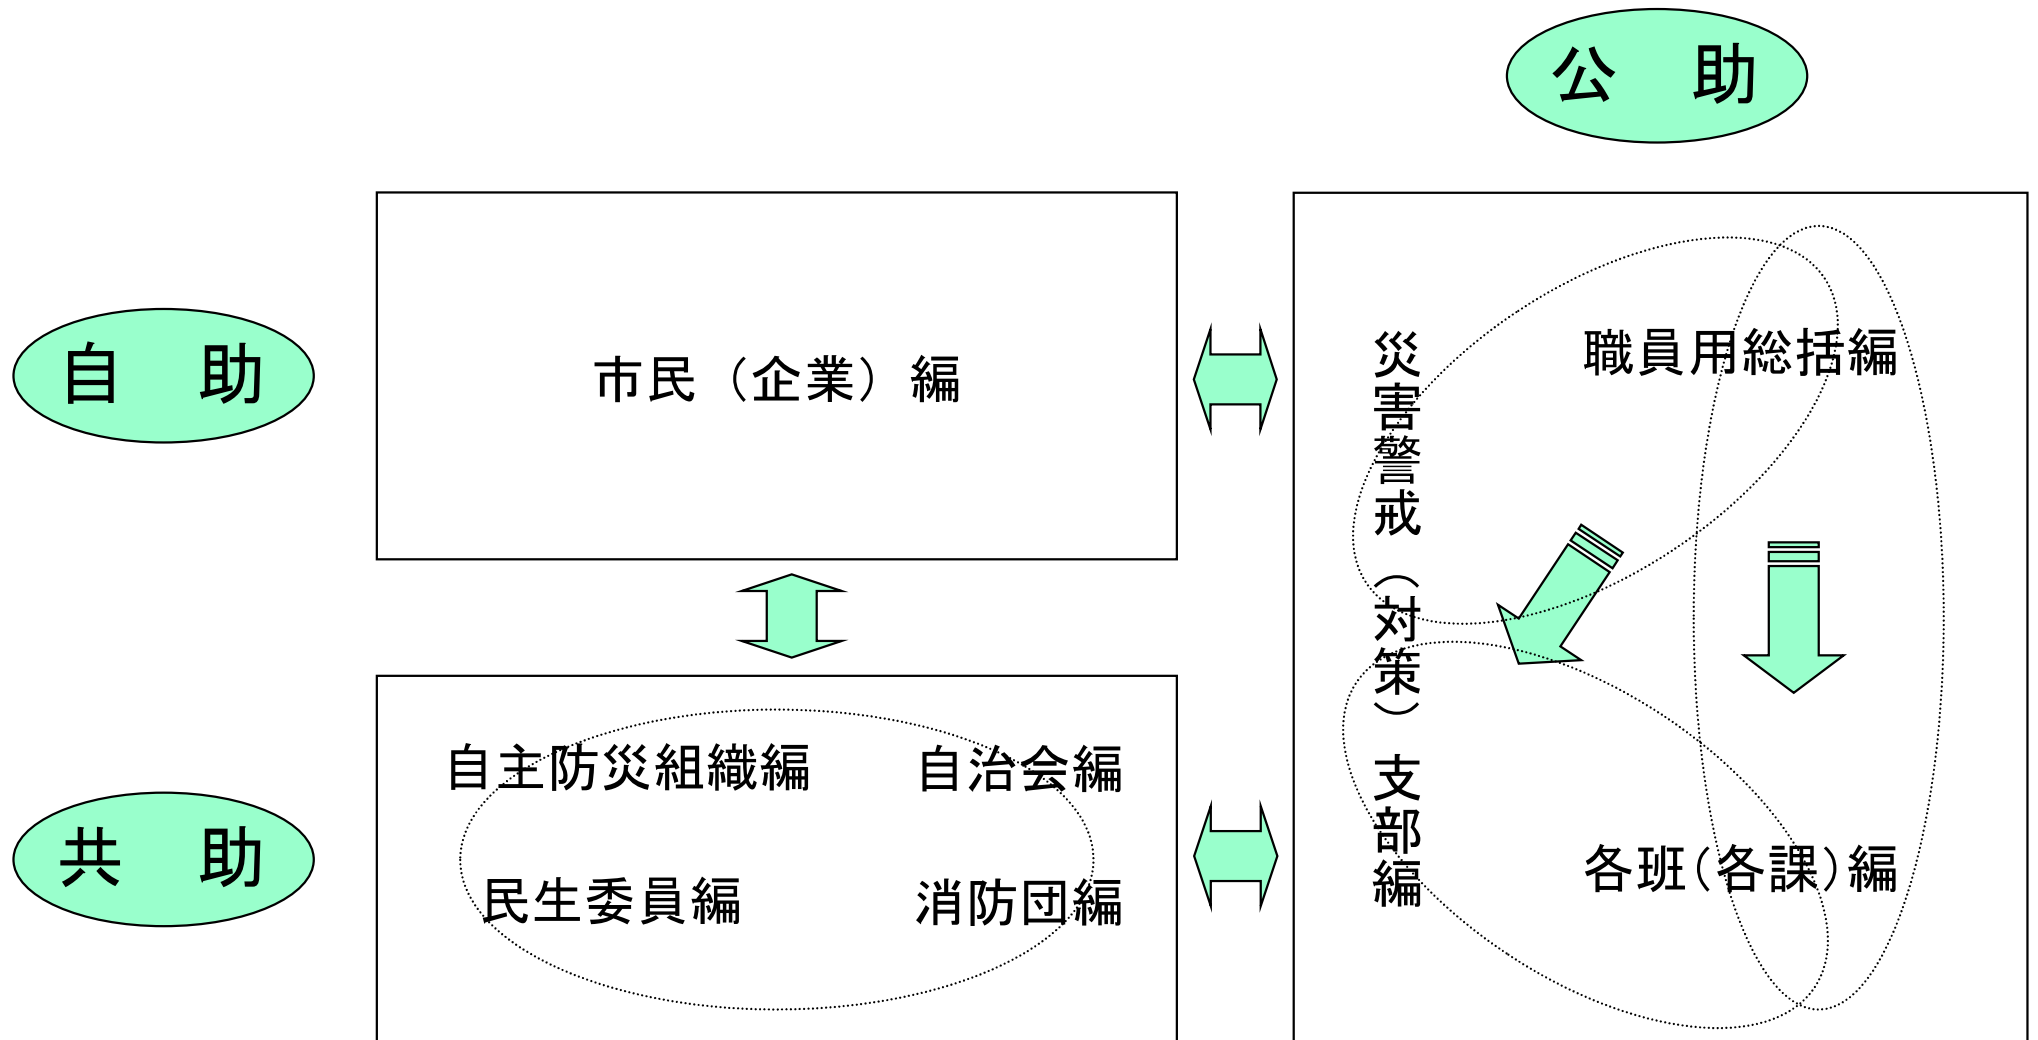 公　助
自　助
市民（企業）編
職員用総括編
災害警戒（対策）支部編
共　助
自主防災組織編
自治会編
民生委員編
消防団編
各班(各課)編